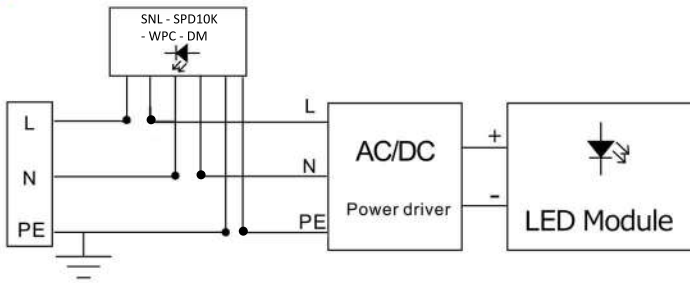 SNL - SPD10K
- WPC - DM
L
N
PE
L
N
PE
AC/DC
Power driver
+
-
LED Module